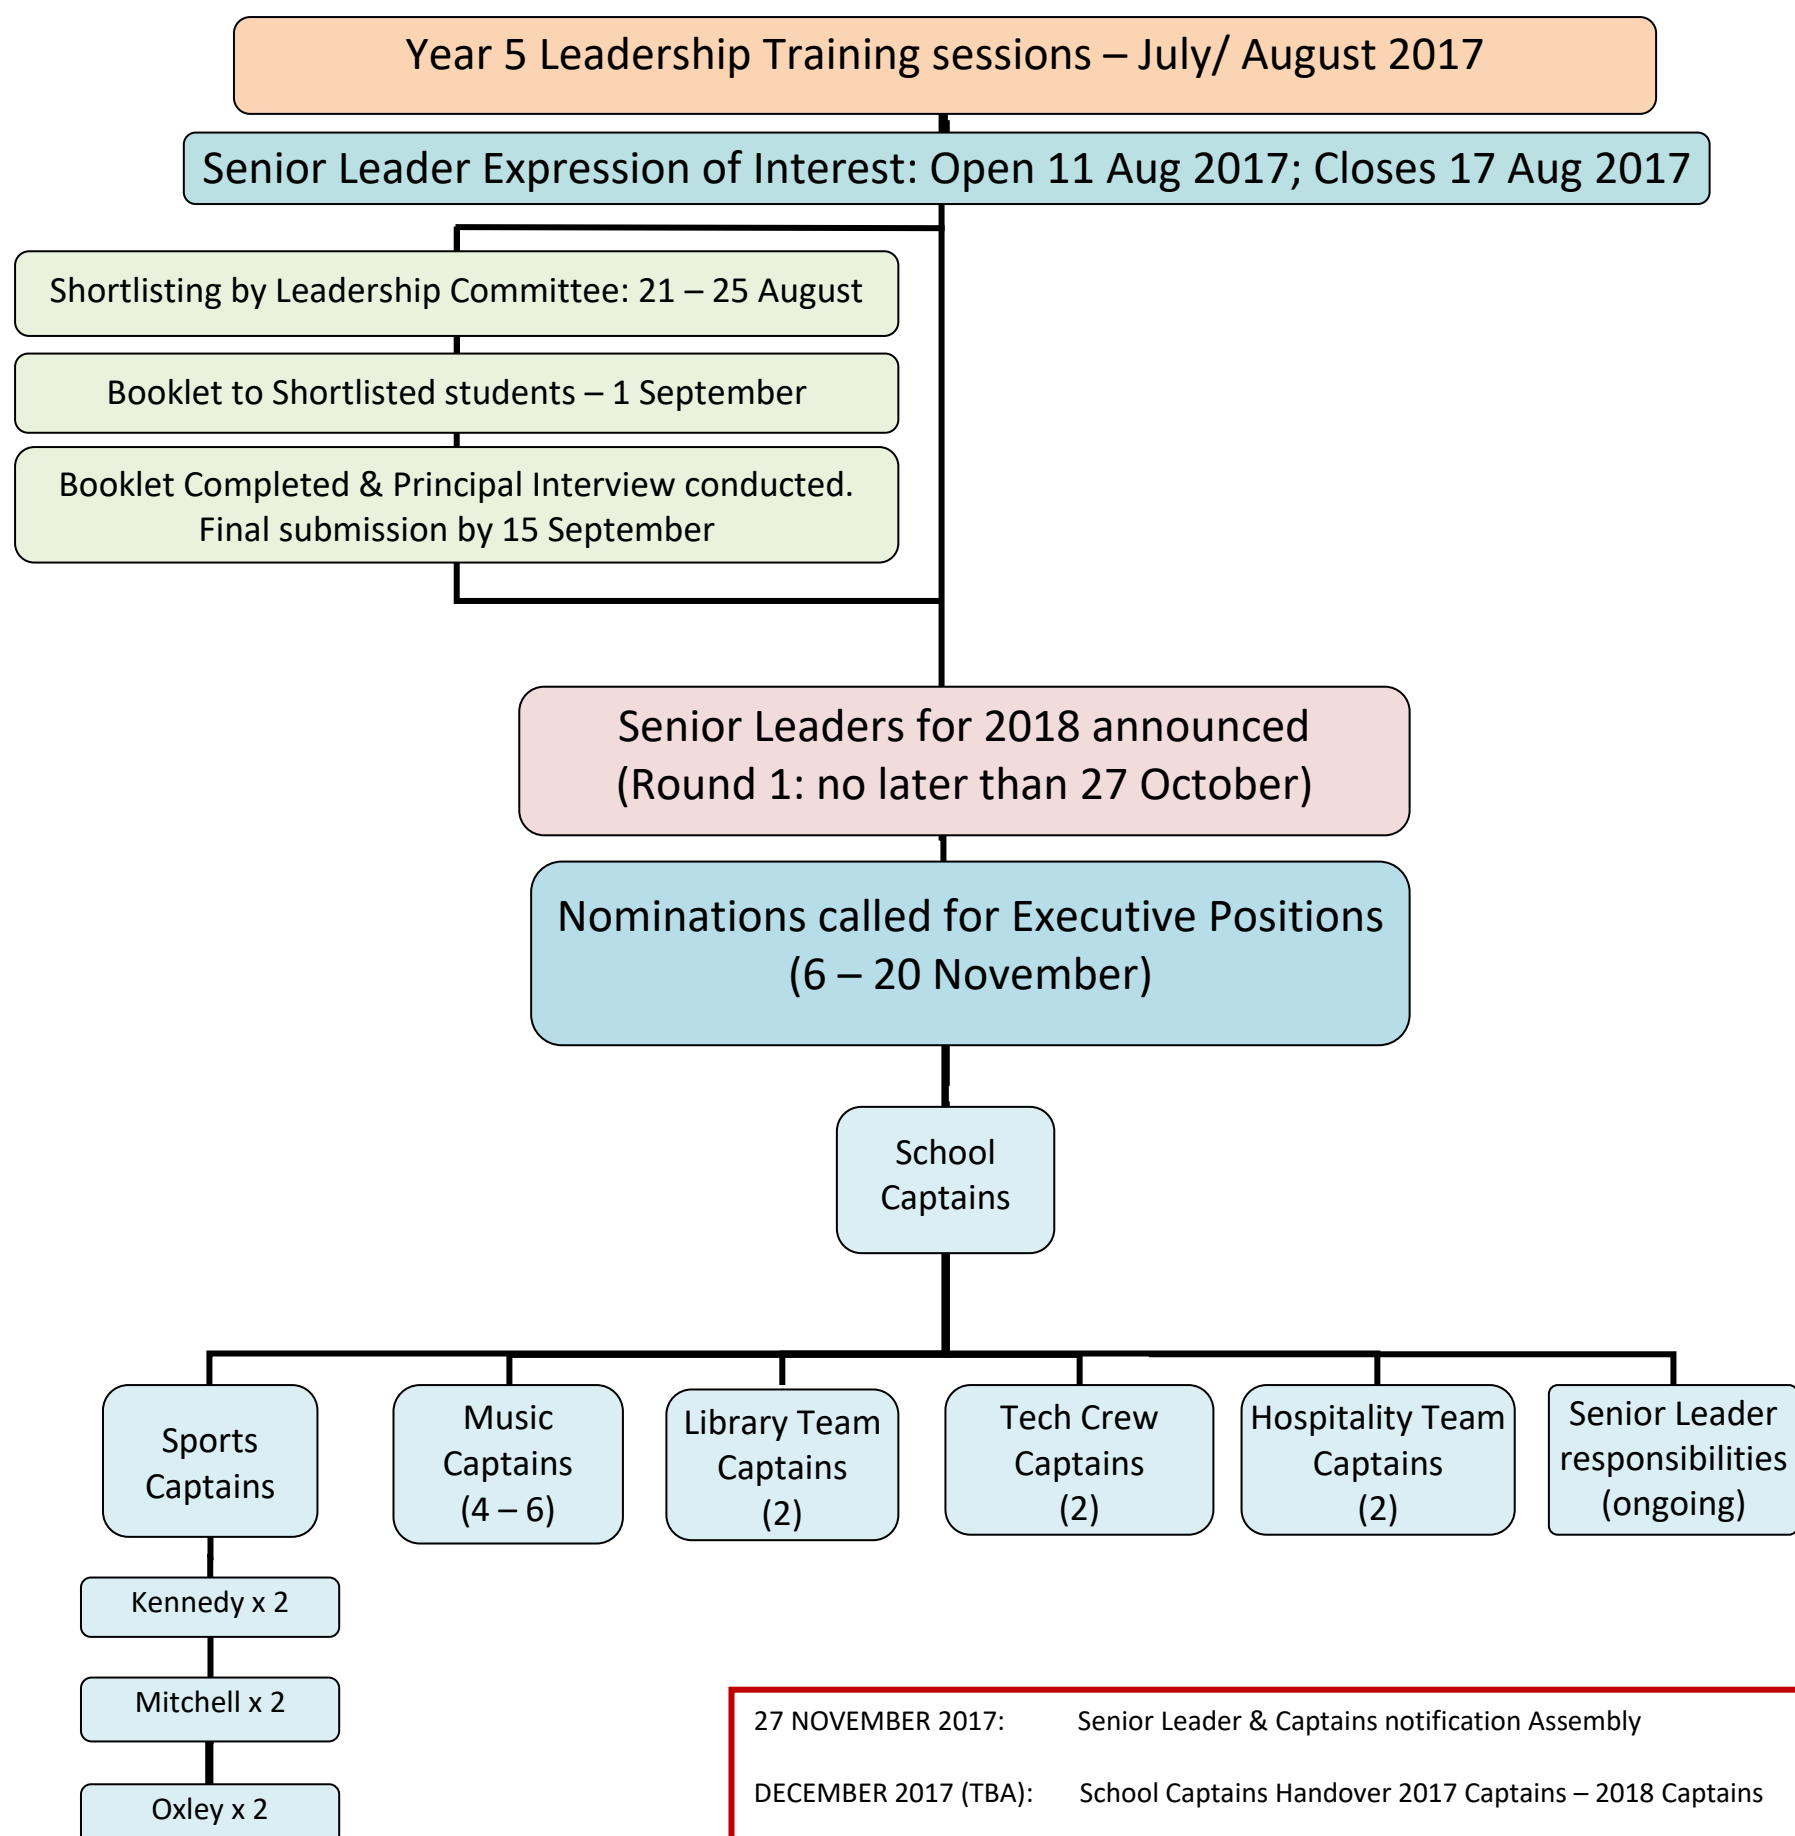 Year 5 Leadership Training sessions – July/ August 2017
Senior Leader Expression of Interest: Open 11 Aug 2017; Closes 17 Aug 2017
Shortlisting by Leadership Committee: 21 – 25 August
Booklet to Shortlisted students – 1 September
Booklet Completed & Principal Interview conducted.
Final submission by 15 September
Senior Leaders for 2018 announced
(Round 1: no later than 27 October)
Nominations called for Executive Positions
(6 – 20 November)
School
Captains
Sports
Captains
Music
Captains
(4 – 6)
Library Team
Captains
(2)
Tech Crew
Captains
(2)
Hospitality Team
Captains
(2)
Senior Leader
responsibilities
(ongoing)
Kennedy x 2
Mitchell x 2
Oxley x 2
27 NOVEMBER 2017: Senior Leader & Captains notification Assembly
DECEMBER 2017 (TBA): School Captains Handover 2017 Captains – 2018 Captains